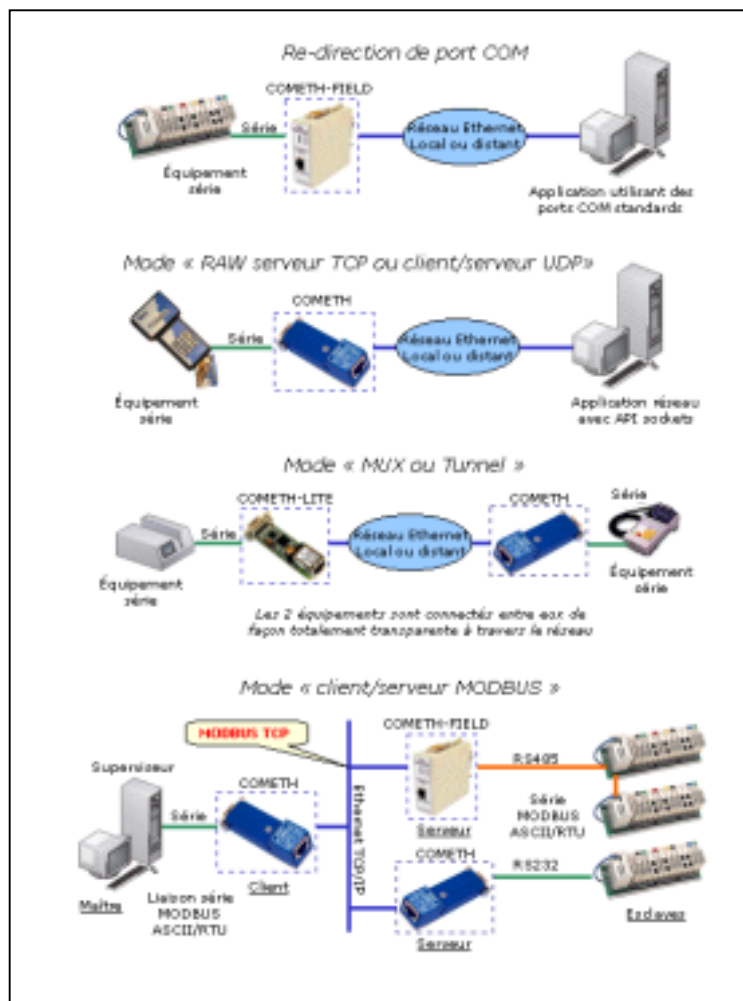 Re-direction de port COM
COMETH-FIELD
Série
Réseau Ethernet
Local ou distant
Équipement
série
Application utilisant des
ports COM standards
Mode « RAW serveur TCP ou client/serveur UDP»
COMETH
Série
Réseau Ethernet
Local ou distant
Équipement
série
Application réseau
avec API sockets
Mode « MUX ou Tunnel »
COMETH-LITE
COMETH
Série
Série
Réseau Ethernet
Local ou distant
Équipement
série
Équipement
série
Les 2 équipements sont connectés entre eux de
façon totalement transparente à travers le réseau
Mode « client/serveur MODBUS »
MODBUS TCP
COMETH-FIELD
RS485
Superviseur
COMETH
Série
Ethernet TCP/IP
Serveur
Série
MODBUS
ASCII/RTU
COMETH
RS232
Client
Maître
Liaison série
MODBUS
ASCII/RTU
Serveur
Esclaves